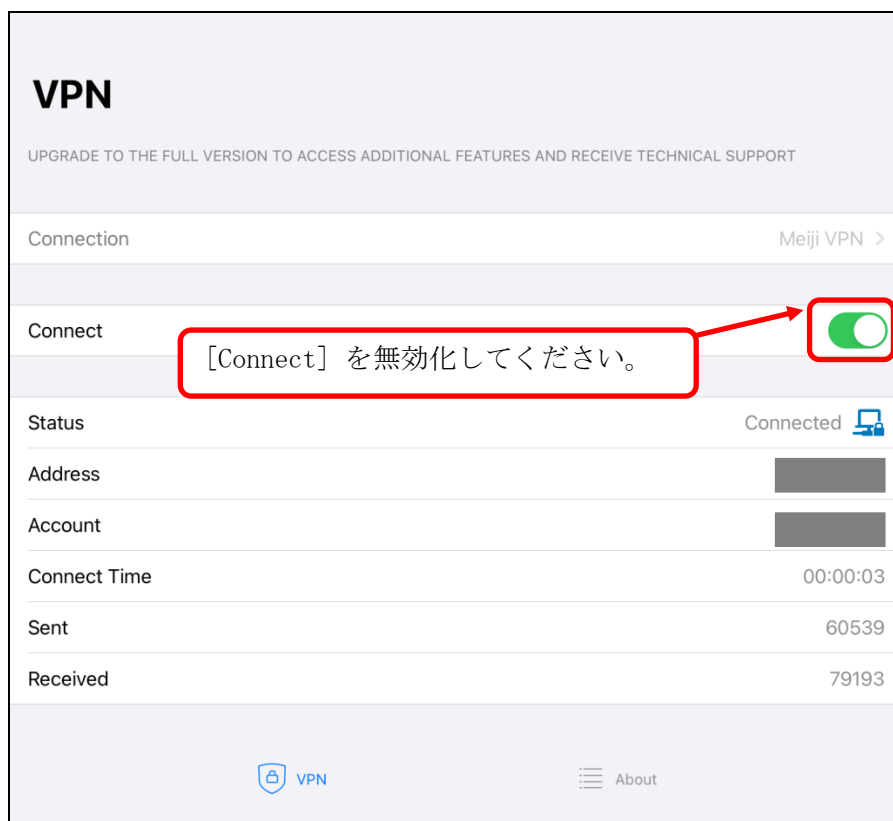 VPN
UPGRADE TO THE FULL VERSION TO ACCESS ADDITIONAL FEATURES AND RECEIVE TECHNICAL SUPPORT
Connection Meiji VPN >
Connect
[Connect] を無効化してください。
Status Connected
Address
Account
Connect Time 00:00:03
Sent 60539
Received 79193
VPN About